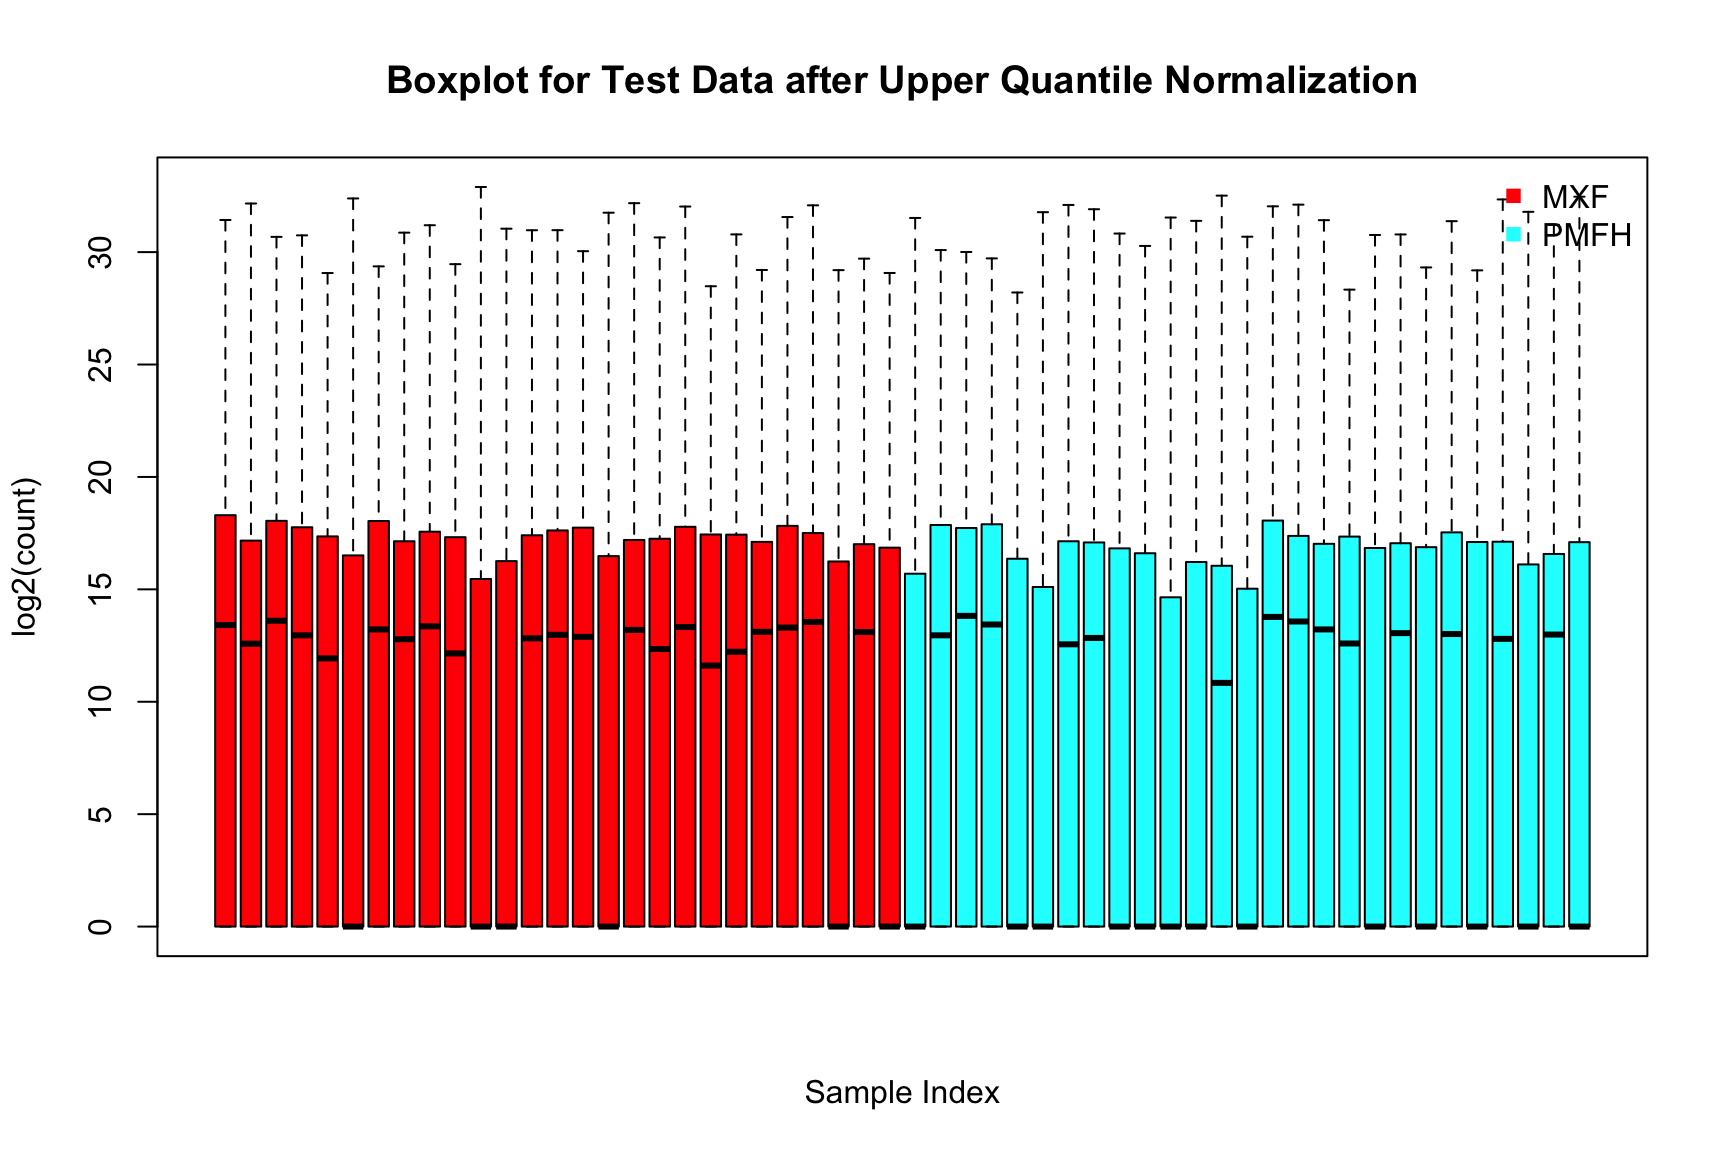 Boxplot for Test Data after Upper Quantile Normalization
MXF
PMFH
log2(count)
30
25
20
15
10
5
0
Sample Index